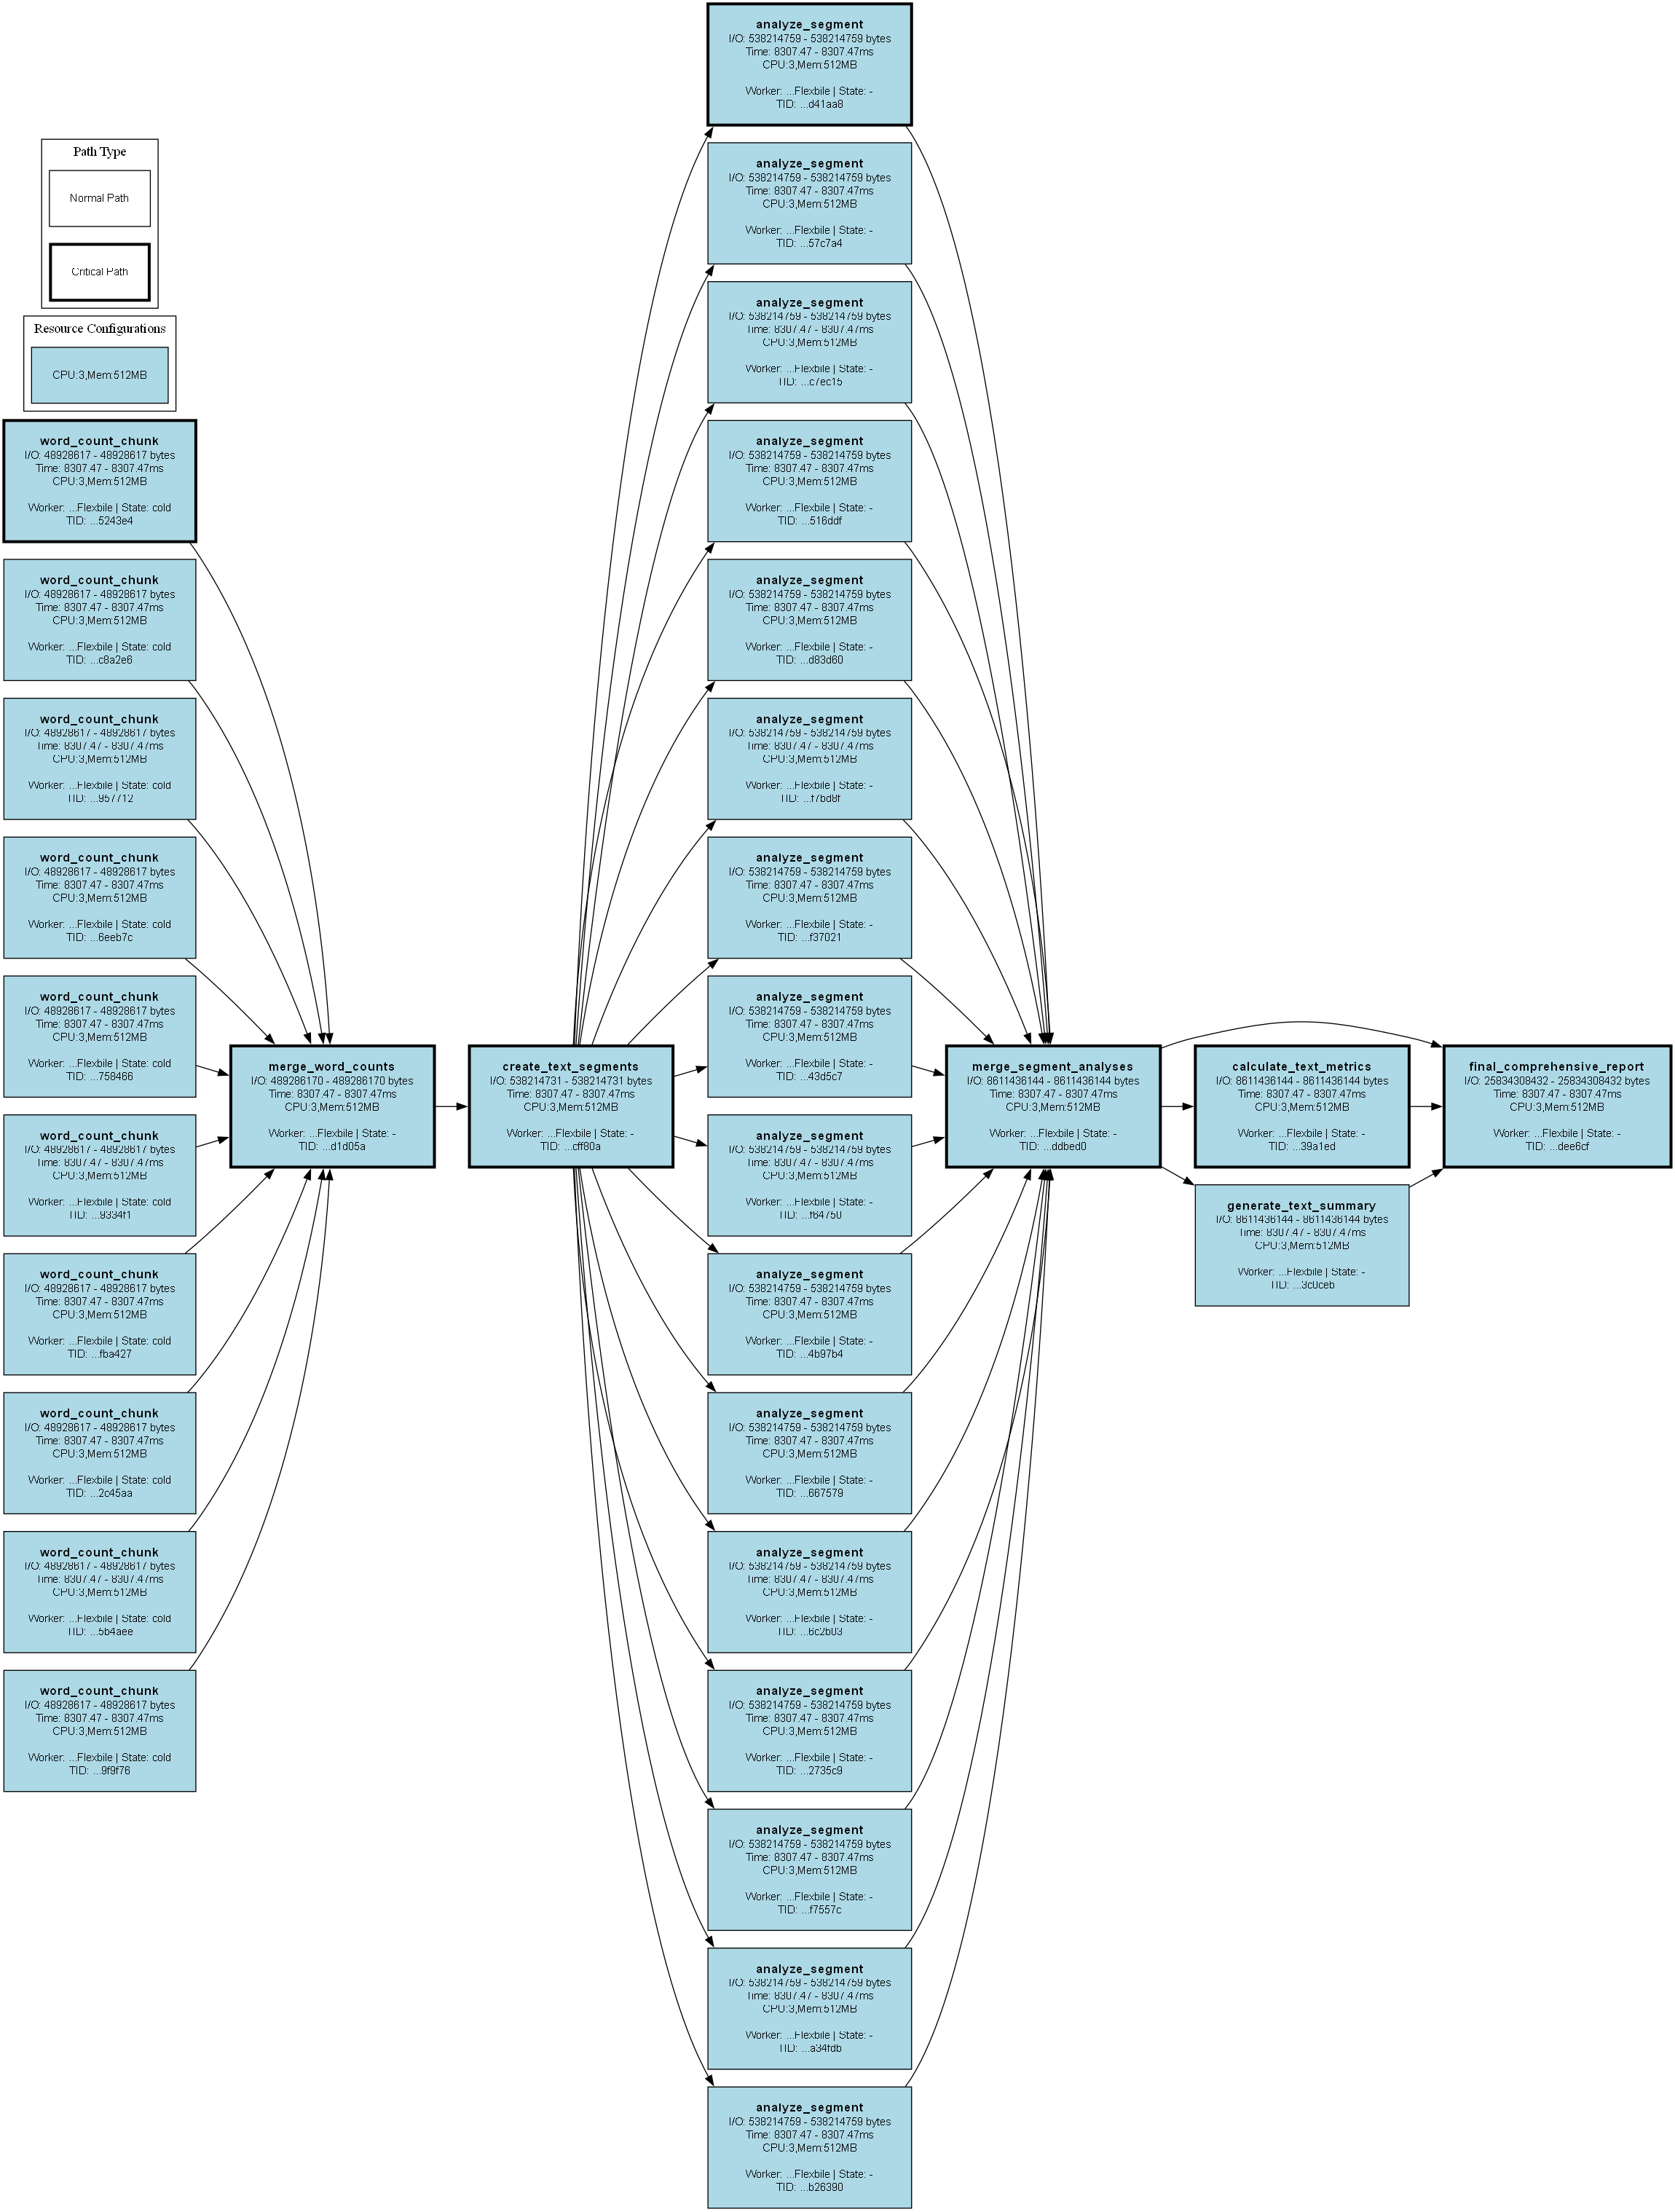 Path Type
Normal Path
Critical Path
Resource Configurations
CPU:3,Mem:512MB
word_count_chunk
I/O: 48928617 - 48928617 bytes
Time: 8307.47 - 8307.47ms
CPU:3,Mem:512MB
Worker: ...Flexbile | State: cold
TID: ...5243e4
word_count_chunk
I/O: 48928617 - 48928617 bytes
Time: 8307.47 - 8307.47ms
CPU:3,Mem:512MB
Worker: ...Flexbile | State: cold
TID: ...c8a2e6
word_count_chunk
I/O: 48928617 - 48928617 bytes
Time: 8307.47 - 8307.47ms
CPU:3,Mem:512MB
Worker: ...Flexbile | State: cold
TID: ...957712
word_count_chunk
I/O: 48928617 - 48928617 bytes
Time: 8307.47 - 8307.47ms
CPU:3,Mem:512MB
Worker: ...Flexbile | State: cold
TID: ...6eeb7c
word_count_chunk
I/O: 48928617 - 48928617 bytes
Time: 8307.47 - 8307.47ms
CPU:3,Mem:512MB
Worker: ...Flexbile | State: cold
TID: ...758466
word_count_chunk
I/O: 48928617 - 48928617 bytes
Time: 8307.47 - 8307.47ms
CPU:3,Mem:512MB
Worker: ...Flexbile | State: cold
TID: ...9334f1
word_count_chunk
I/O: 48928617 - 48928617 bytes
Time: 8307.47 - 8307.47ms
CPU:3,Mem:512MB
Worker: ...Flexbile | State: cold
TID: ...fba427
word_count_chunk
I/O: 48928617 - 48928617 bytes
Time: 8307.47 - 8307.47ms
CPU:3,Mem:512MB
Worker: ...Flexbile | State: cold
TID: ...2c45aa
word_count_chunk
I/O: 48928617 - 48928617 bytes
Time: 8307.47 - 8307.47ms
CPU:3,Mem:512MB
Worker: ...Flexbile | State: cold
TID: ...5b4aee
word_count_chunk
I/O: 48928617 - 48928617 bytes
Time: 8307.47 - 8307.47ms
CPU:3,Mem:512MB
Worker: ...Flexbile | State: cold
TID: ...9f9f76
merge_word_counts
I/O: 489286170 - 489286170 bytes
Time: 8307.47 - 8307.47ms
CPU:3,Mem:512MB
Worker: ...Flexbile | State: -
TID: ...d1d05a
create_text_segments
I/O: 538214731 - 538214731 bytes
Time: 8307.47 - 8307.47ms
CPU:3,Mem:512MB
Worker: ...Flexbile | State: -
TID: ...cff80a
analyze_segment
I/O: 538214759 - 538214759 bytes
Time: 8307.47 - 8307.47ms
CPU:3,Mem:512MB
Worker: ...Flexbile | State: -
TID: ...d41aa8
analyze_segment
I/O: 538214759 - 538214759 bytes
Time: 8307.47 - 8307.47ms
CPU:3,Mem:512MB
Worker: ...Flexbile | State: -
TID: ...57c7a4
analyze_segment
I/O: 538214759 - 538214759 bytes
Time: 8307.47 - 8307.47ms
CPU:3,Mem:512MB
Worker: ...Flexbile | State: -
TID: ...c7ec15
analyze_segment
I/O: 538214759 - 538214759 bytes
Time: 8307.47 - 8307.47ms
CPU:3,Mem:512MB
Worker: ...Flexbile | State: -
TID: ...516ddf
analyze_segment
I/O: 538214759 - 538214759 bytes
Time: 8307.47 - 8307.47ms
CPU:3,Mem:512MB
Worker: ...Flexbile | State: -
TID: ...d83d60
analyze_segment
I/O: 538214759 - 538214759 bytes
Time: 8307.47 - 8307.47ms
CPU:3,Mem:512MB
Worker: ...Flexbile | State: -
TID: ...f7bd8f
analyze_segment
I/O: 538214759 - 538214759 bytes
Time: 8307.47 - 8307.47ms
CPU:3,Mem:512MB
Worker: ...Flexbile | State: -
TID: ...f37021
analyze_segment
I/O: 538214759 - 538214759 bytes
Time: 8307.47 - 8307.47ms
CPU:3,Mem:512MB
Worker: ...Flexbile | State: -
TID: ...43d5c7
analyze_segment
I/O: 538214759 - 538214759 bytes
Time: 8307.47 - 8307.47ms
CPU:3,Mem:512MB
Worker: ...Flexbile | State: -
TID: ...f64750
analyze_segment
I/O: 538214759 - 538214759 bytes
Time: 8307.47 - 8307.47ms
CPU:3,Mem:512MB
Worker: ...Flexbile | State: -
TID: ...4b97b4
analyze_segment
I/O: 538214759 - 538214759 bytes
Time: 8307.47 - 8307.47ms
CPU:3,Mem:512MB
Worker: ...Flexbile | State: -
TID: ...667579
analyze_segment
I/O: 538214759 - 538214759 bytes
Time: 8307.47 - 8307.47ms
CPU:3,Mem:512MB
Worker: ...Flexbile | State: -
TID: ...6c2b03
analyze_segment
I/O: 538214759 - 538214759 bytes
Time: 8307.47 - 8307.47ms
CPU:3,Mem:512MB
Worker: ...Flexbile | State: -
TID: ...2735c9
analyze_segment
I/O: 538214759 - 538214759 bytes
Time: 8307.47 - 8307.47ms
CPU:3,Mem:512MB
Worker: ...Flexbile | State: -
TID: ...f7557c
analyze_segment
I/O: 538214759 - 538214759 bytes
Time: 8307.47 - 8307.47ms
CPU:3,Mem:512MB
Worker: ...Flexbile | State: -
TID: ...a34fdb
analyze_segment
I/O: 538214759 - 538214759 bytes
Time: 8307.47 - 8307.47ms
CPU:3,Mem:512MB
Worker: ...Flexbile | State: -
TID: ...b26390
merge_segment_analyses
I/O: 8611436144 - 8611436144 bytes
Time: 8307.47 - 8307.47ms
CPU:3,Mem:512MB
Worker: ...Flexbile | State: -
TID: ...ddbed0
calculate_text_metrics
I/O: 8611436144 - 8611436144 bytes
Time: 8307.47 - 8307.47ms
CPU:3,Mem:512MB
Worker: ...Flexbile | State: -
TID: ...39a1ed
generate_text_summary
I/O: 8611436144 - 8611436144 bytes
Time: 8307.47 - 8307.47ms
CPU:3,Mem:512MB
Worker: ...Flexbile | State: -
TID: ...3c0ceb
final_comprehensive_report
I/O: 25834308432 - 25834308432 bytes
Time: 8307.47 - 8307.47ms
CPU:3,Mem:512MB
Worker: ...Flexbile | State: -
TID: ...dee6cf